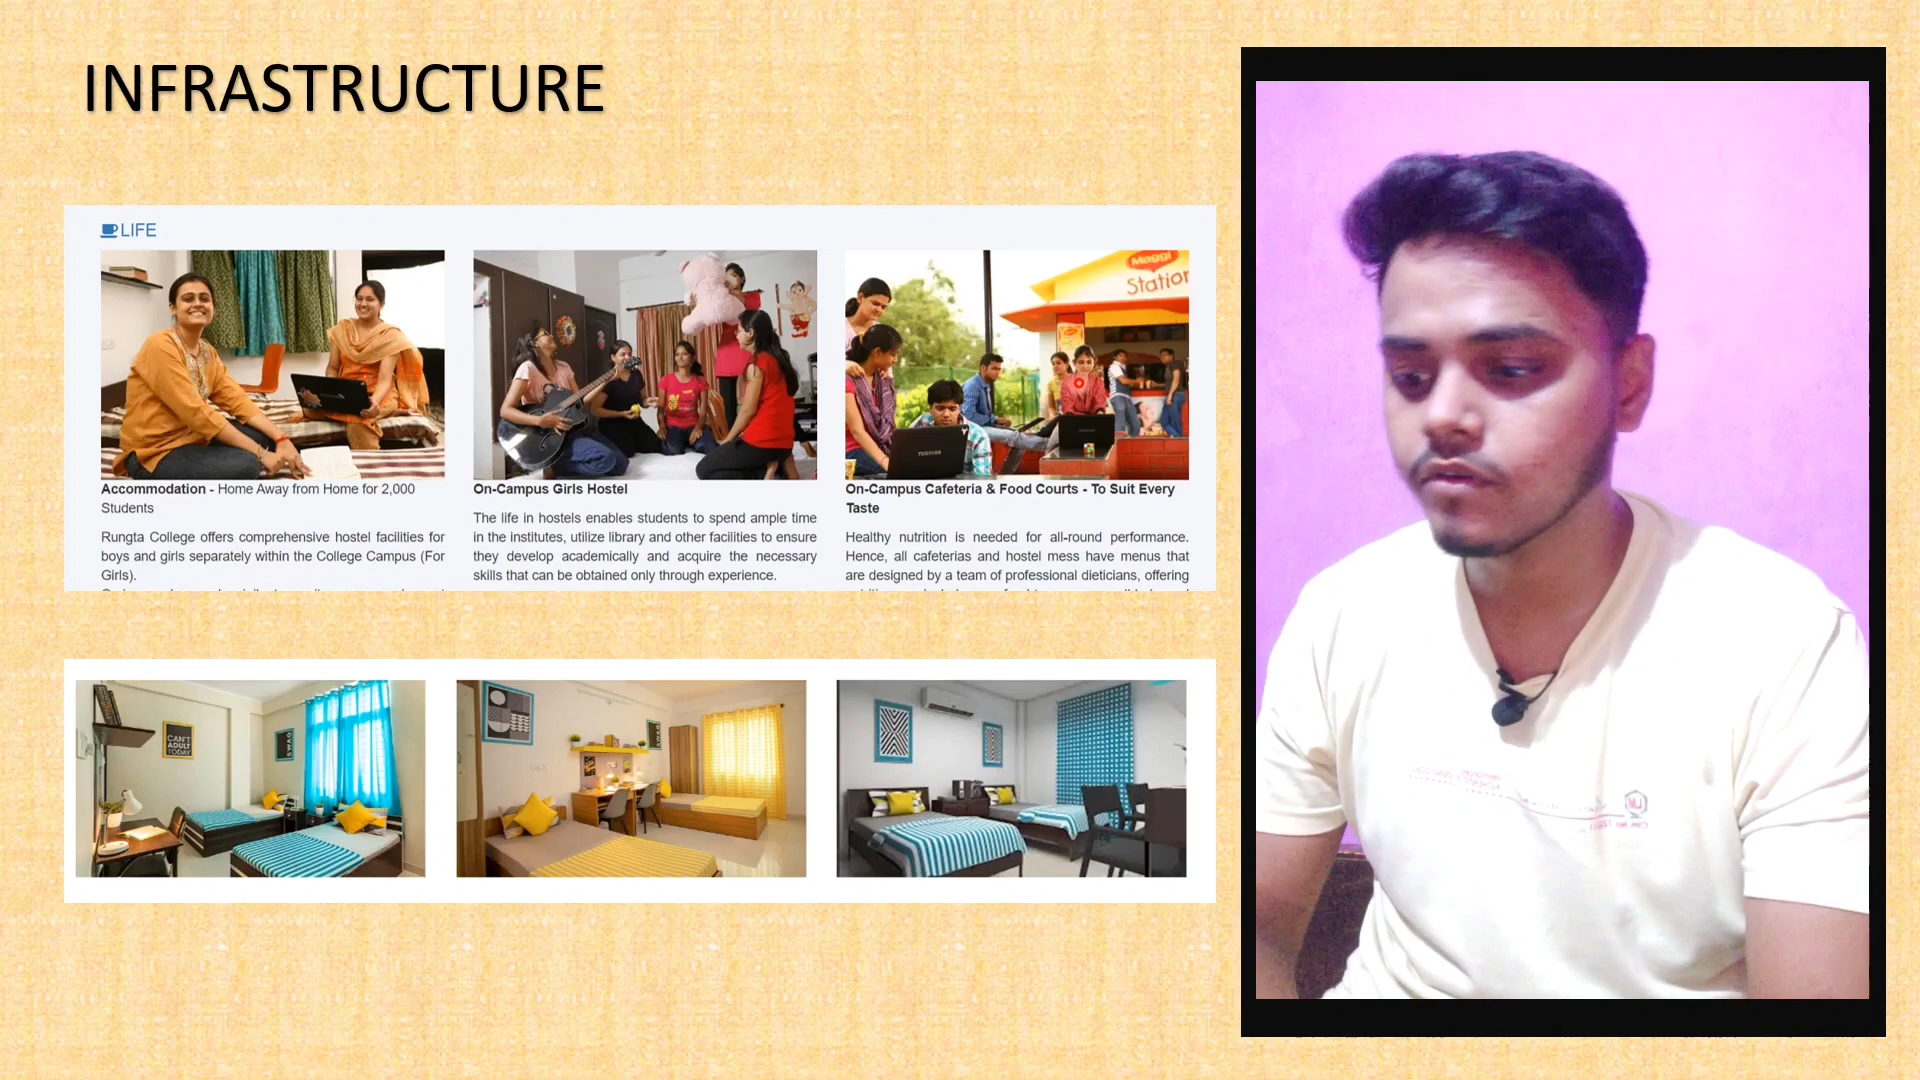 INFRASTRUCTURE
LIFE
Maggi
Station
TOSHIBA
Accommodation - Home Away from Home for 2,000
Students
Rungta College offers comprehensive hostel facilities for
boys and girls separately within the College Campus (For
Girls).
On-Campus Girls Hostel
The life in hostels enables students to spend ample time
in the institutes, utilize library and other facilities to ensure
they develop academically and acquire the necessary
skills that can be obtained only through experience.
On-Campus Cafeteria & Food Courts - To Suit Every
Taste
Healthy nutrition is needed for all-round performance.
Hence, all cafeterias and hostel mess have menus that
are designed by a team of professional dieticians, offering
CAN'T
ADULT
TODAY
SWAG